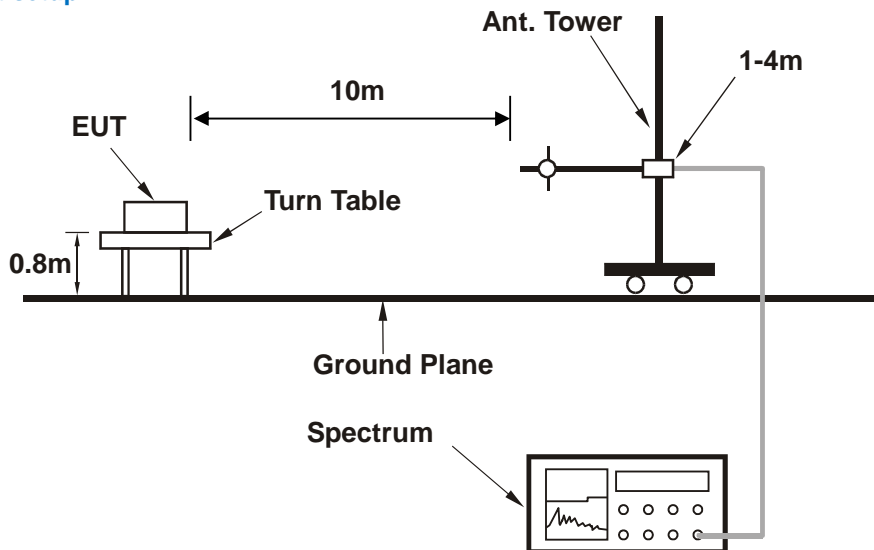 Ant. Tower
1-4m
10m
EUT
Turn Table
0.8m
Ground Plane
Spectrum